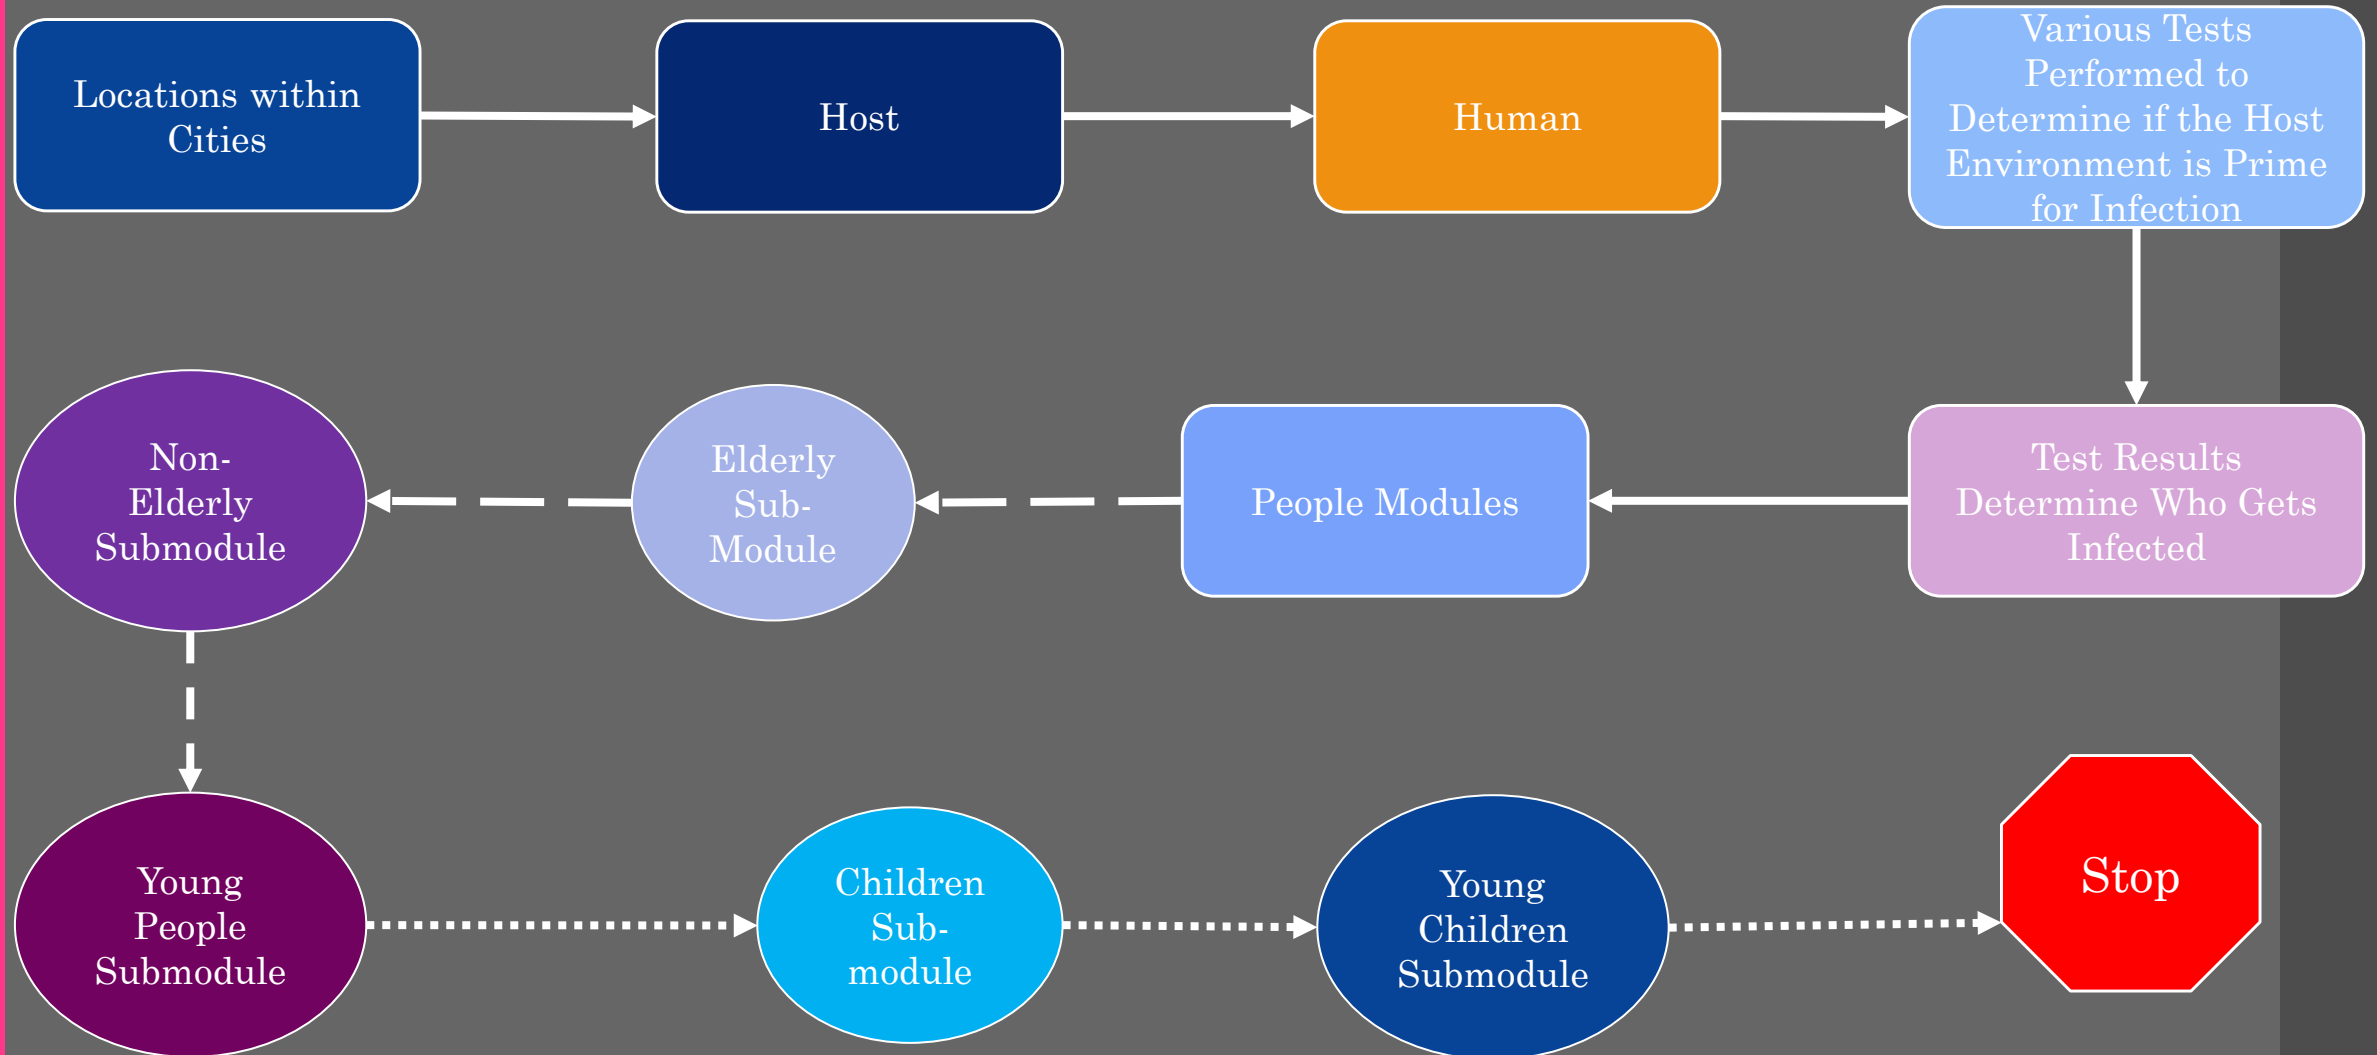 Locations within
Cities
Host
Human
Various Tests
Performed to
Determine if the Host
Environment is Prime
for Infection
Non-
Elderly
Submodule
Elderly
Sub-
Module
People Modules
Test Results
Determine Who Gets
Infected
Young
People
Submodule
Children
Sub-
module
Young
Children
Submodule
Stop